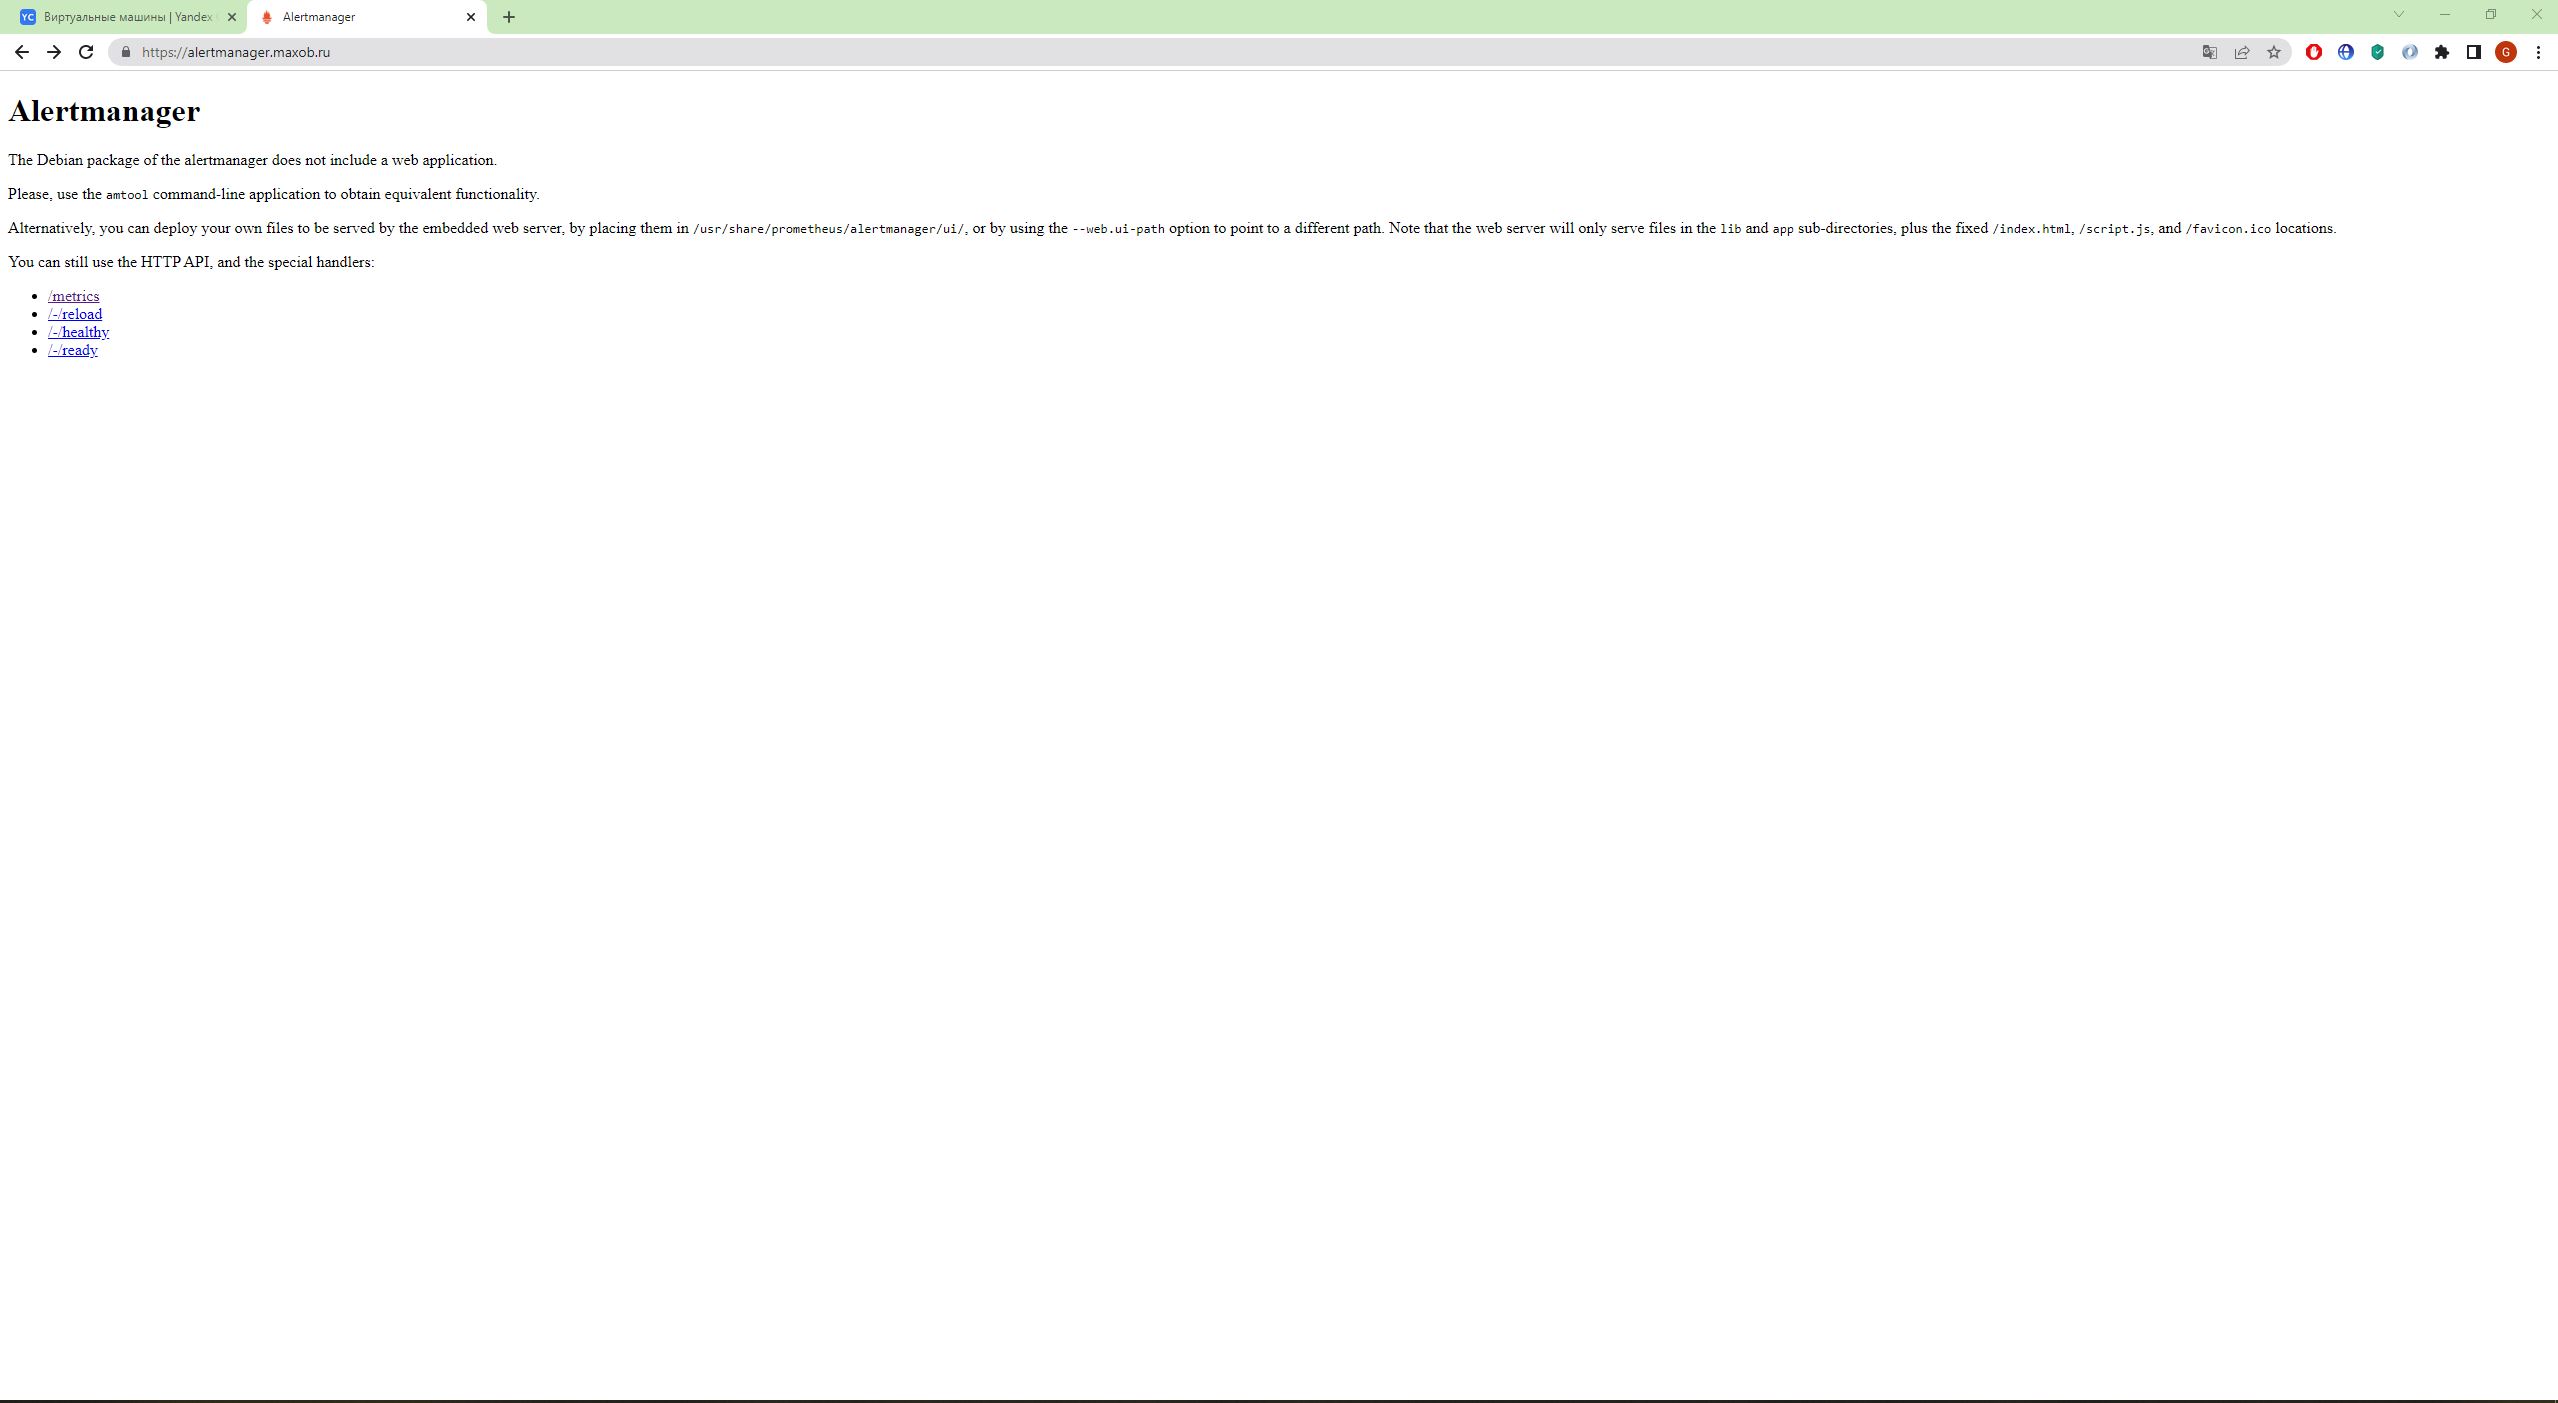 YC Виртуальные машины | Yandex
Alertmanager
https://alertmanager.maxob.ru
G
Alertmanager
The Debian package of the alertmanager does not include a web application.
Please, use the amtool command-line application to obtain equivalent functionality.
Alternatively, you can deploy your own files to be served by the embedded web server, by placing them in /usr/share/prometheus/alertmanager/ui/, or by using the --web.ui-path option to point to a different path. Note that the web server will only serve files in the lib and app sub-directories, plus the fixed /index.html, /script.js, and /favicon.ico locations.
You can still use the HTTP API, and the special handlers:
/metrics
/-/reload
/-/healthy
/-/ready